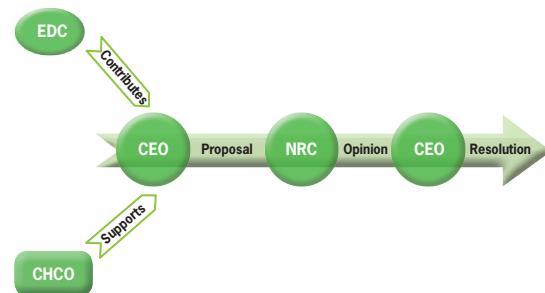 EDC
Contributes
CEO
Proposal
NRC
Opinion
CEO
Resolution
Supports
CHCO